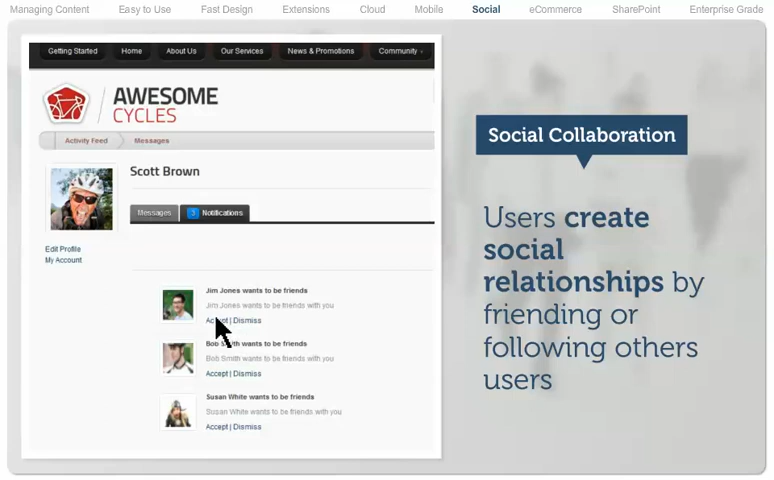 Managing Content Easy to Use Fast Design Extensions Cloud Mobile Social eCommerce SharePoint Enterprise Grade
Getting Started Home About Us Our Services News & Promotions Community
AWESOME
CYCLES
Activity Feed Messages
Scott Brown
Messages 3 Notifications
Edit Profile
My Account
Jim Jones wants to be friends
Jim Jones wants to be friends with you
Accept | Dismiss
Bob Smith wants to be friends
Bob Smith wants to be friends with you
Accept | Dismiss
Susan White wants to be friends
Susan White wants to be friends with you
Accept | Dismiss
Social Collaboration
Users create
social
relationships by
friending or
following others
users